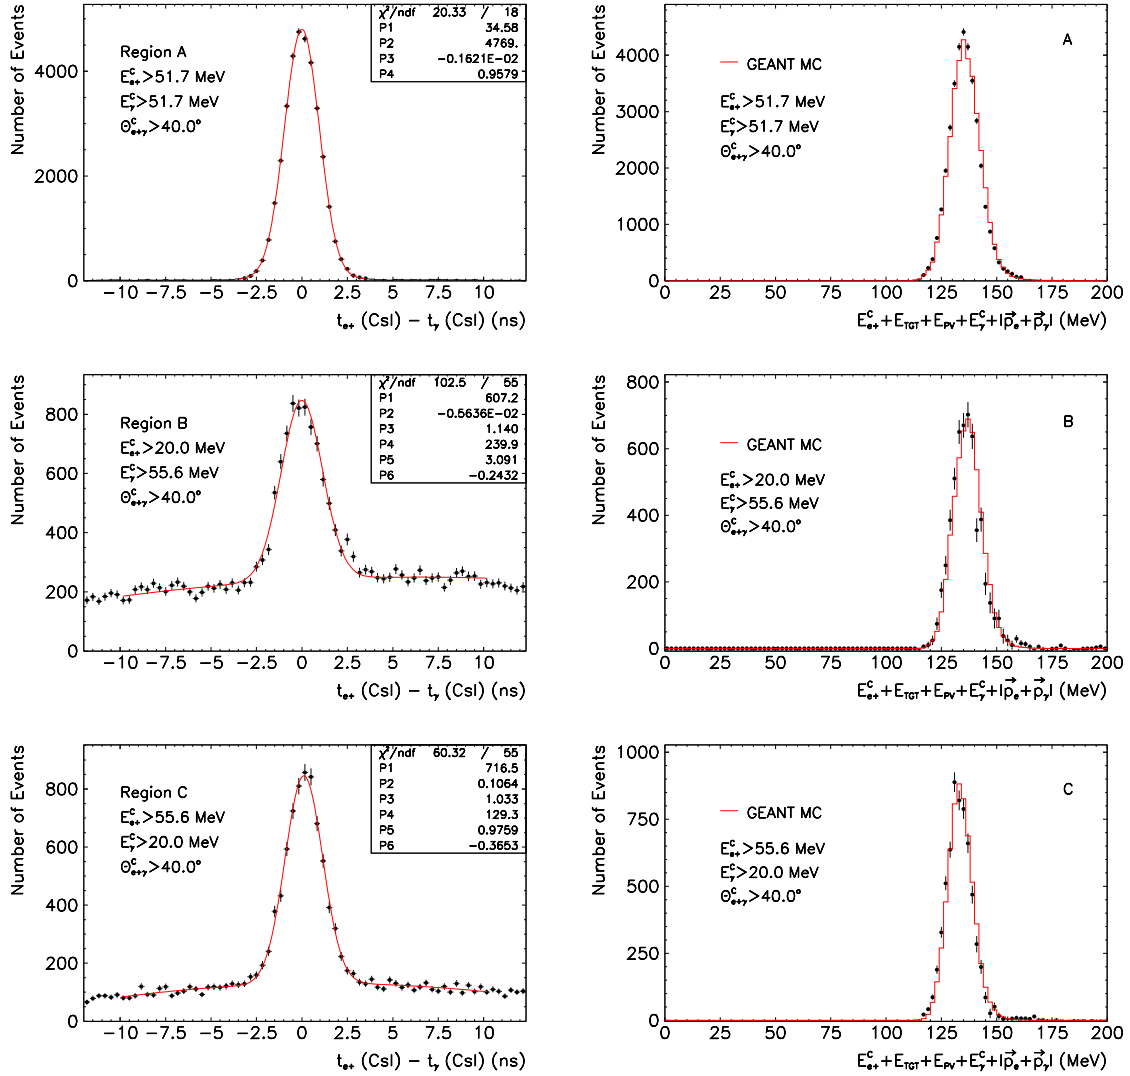 Number of Events
4000
2000
0
Region A
E^C_e+>51.7 MeV
E^C_γ>51.7 MeV
Θ^C_e+γ>40.0°
χ²/ndf 20.33 / 18
P1 34.58
P2 4769.
P3 −0.1621E−02
P4 0.9579
−10 −7.5 −5 −2.5 0 2.5 5 7.5 10
t_e+ (CsI) − t_γ (CsI) (ns)
Number of Events
5000
4000
3000
2000
1000
0
A
GEANT MC
E^C_e+>51.7 MeV
E^C_γ>51.7 MeV
Θ^C_e+γ>40.0°
0 25 50 75 100 125 150 175 200
E^C_e++E_TGT+E_PV+E^C_γ+|p⃗_e+p⃗_γ| (MeV)
Number of Events
800
600
400
200
0
Region B
E^C_e+>20.0 MeV
E^C_γ>55.6 MeV
Θ^C_e+γ>40.0°
χ²/ndf 102.5 / 55
P1 607.2
P2 −0.5636E−02
P3 1.140
P4 239.9
P5 3.091
P6 −0.2432
−10 −7.5 −5 −2.5 0 2.5 5 7.5 10
t_e+ (CsI) − t_γ (CsI) (ns)
Number of Events
800
600
400
200
0
B
GEANT MC
E^C_e+>20.0 MeV
E^C_γ>55.6 MeV
Θ^C_e+γ>40.0°
0 25 50 75 100 125 150 175 200
E^C_e++E_TGT+E_PV+E^C_γ+|p⃗_e+p⃗_γ| (MeV)
Number of Events
800
600
400
200
0
Region C
E^C_e+>55.6 MeV
E^C_γ>20.0 MeV
Θ^C_e+γ>40.0°
χ²/ndf 60.32 / 55
P1 716.5
P2 0.1064
P3 1.033
P4 129.3
P5 0.9759
P6 −0.3653
−10 −7.5 −5 −2.5 0 2.5 5 7.5 10
t_e+ (CsI) − t_γ (CsI) (ns)
Number of Events
1000
750
500
250
0
C
GEANT MC
E^C_e+>55.6 MeV
E^C_γ>20.0 MeV
Θ^C_e+γ>40.0°
0 25 50 75 100 125 150 175 200
E^C_e++E_TGT+E_PV+E^C_γ+|p⃗_e+p⃗_γ| (MeV)